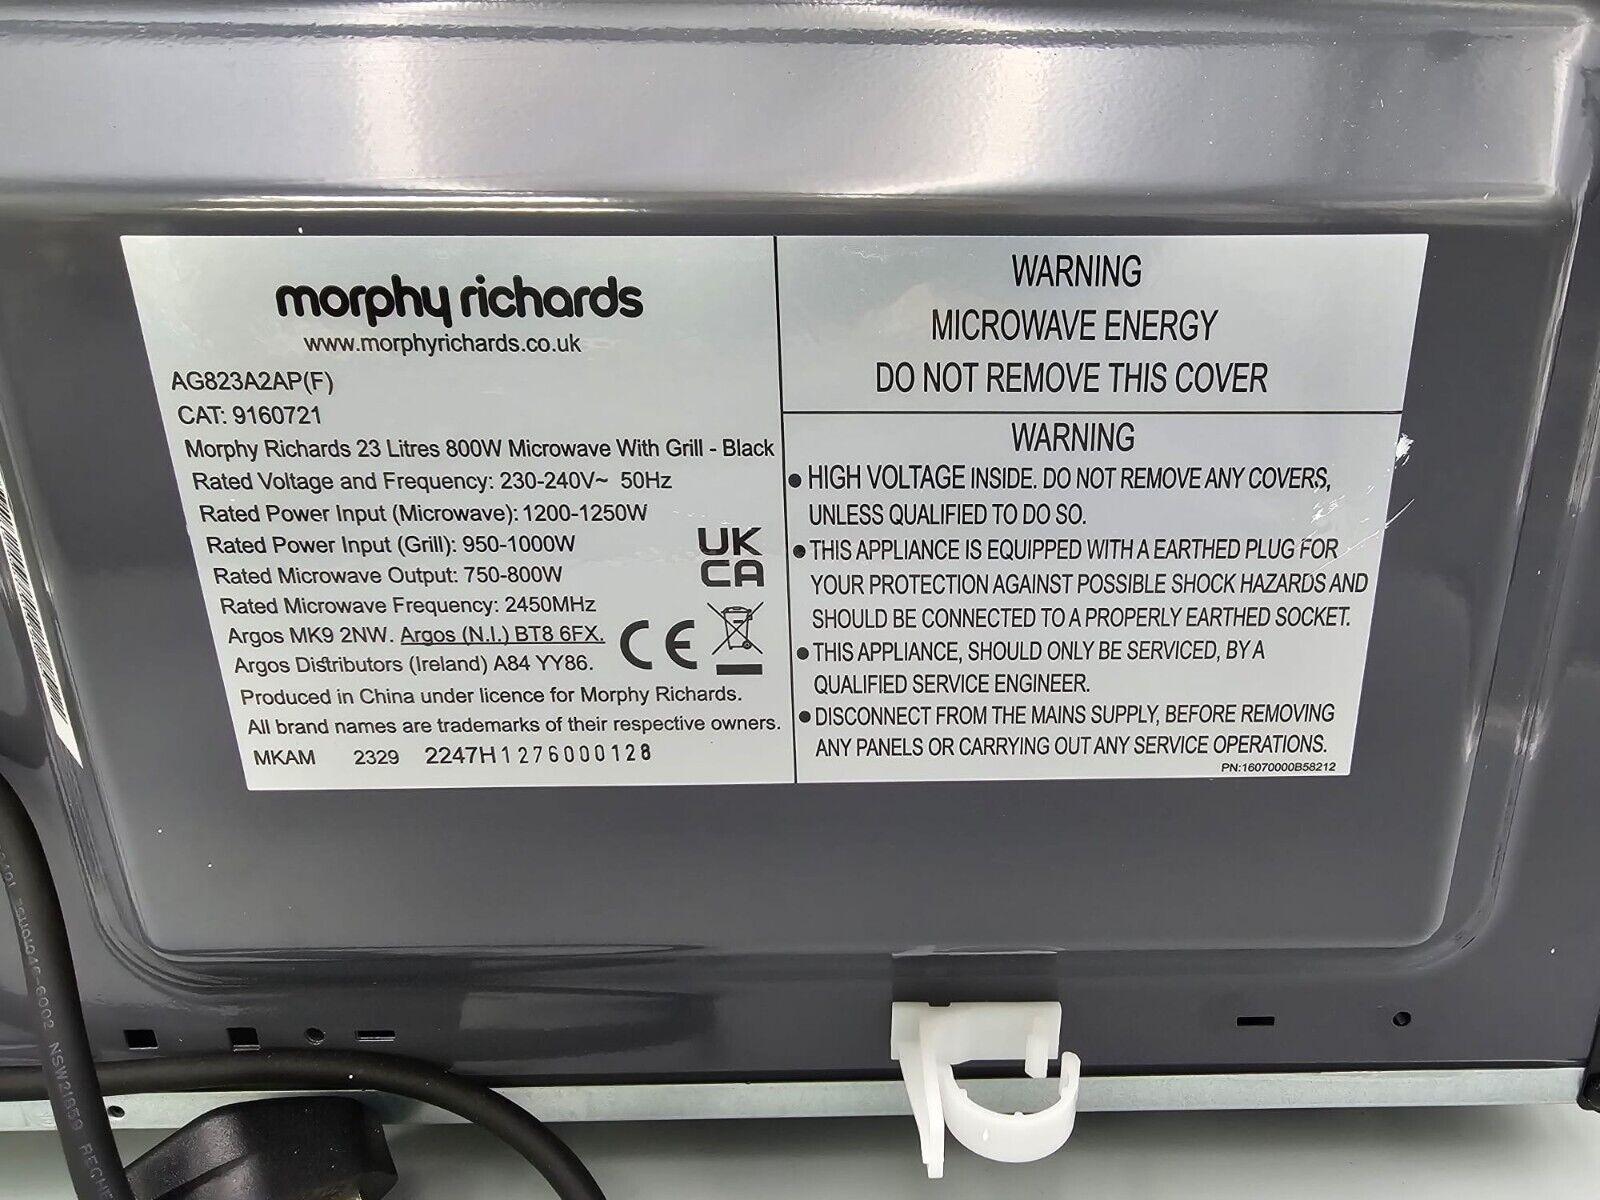 morphy richards
www.morphyrichards.co.uk
AG823A2AP(F)
CAT: 9160721
Morphy Richards 23 Litres 800W Microwave With Grill - Black
Rated Voltage and Frequency: 230-240V~ 50Hz
Rated Power Input (Microwave): 1200-1250W
Rated Power Input (Grill): 950-1000W
Rated Microwave Output: 750-800W
Rated Microwave Frequency: 2450MHz
Argos MK9 2NW. Argos (N.I.) BT8 6FX.
Argos Distributors (Ireland) A84 YY86.
Produced in China under licence for Morphy Richards.
All brand names are trademarks of their respective owners.
MKAM 2329 2247H1276000128
UK
CA
CE
WARNING
MICROWAVE ENERGY
DO NOT REMOVE THIS COVER
WARNING
● HIGH VOLTAGE INSIDE. DO NOT REMOVE ANY COVERS,
UNLESS QUALIFIED TO DO SO.
● THIS APPLIANCE IS EQUIPPED WITH A EARTHED PLUG FOR
YOUR PROTECTION AGAINST POSSIBLE SHOCK HAZARDS AND
SHOULD BE CONNECTED TO A PROPERLY EARTHED SOCKET.
● THIS APPLIANCE, SHOULD ONLY BE SERVICED, BY A
QUALIFIED SERVICE ENGINEER.
● DISCONNECT FROM THE MAINS SUPPLY, BEFORE REMOVING
ANY PANELS OR CARRYING OUT ANY SERVICE OPERATIONS.
PN:16070000B58212
NSW21859